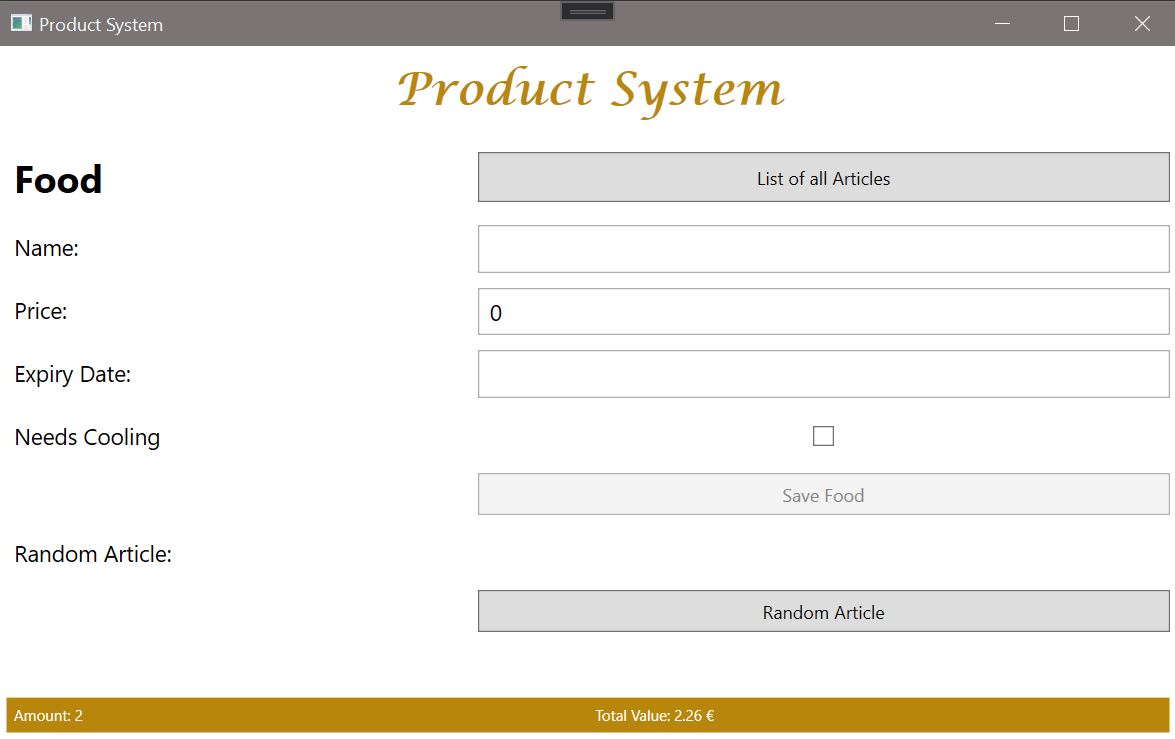 Product System
Product System
Food
List of all Articles
Name:
Price:
0
Expiry Date:
Needs Cooling
Save Food
Random Article:
Random Article
Amount: 2
Total Value: 2.26 €